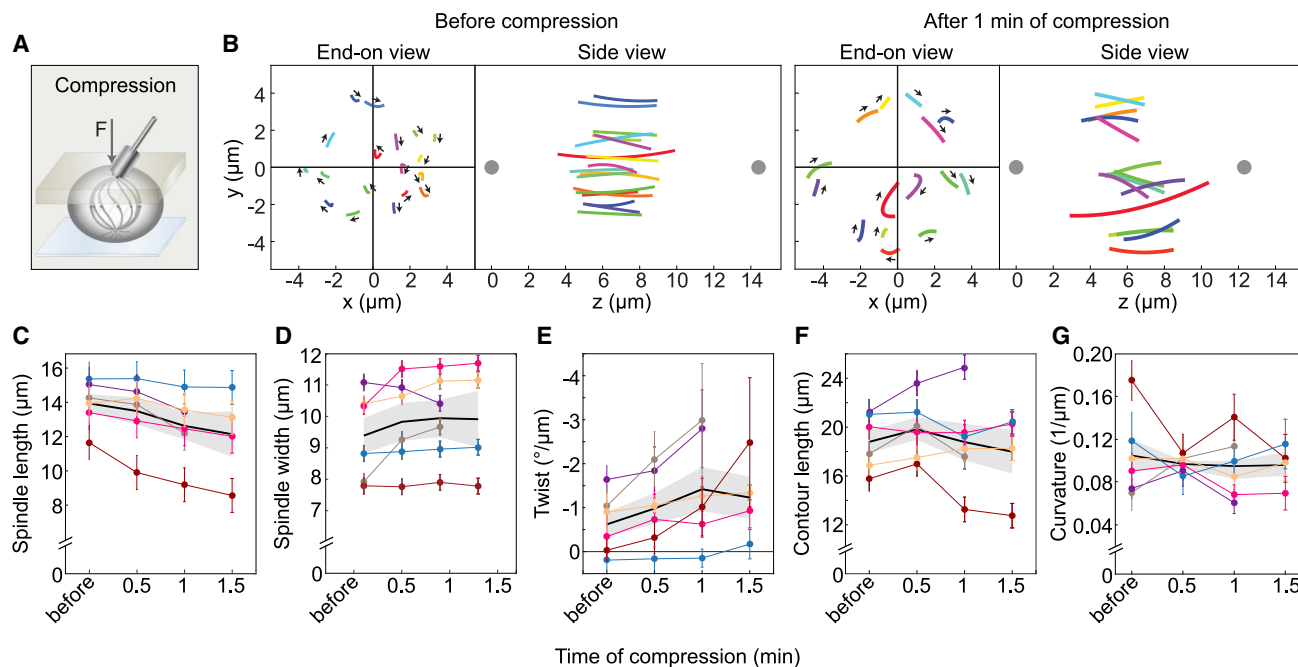 Before compression
After 1 min of compression
A
B
End-on view
Side view
End-on view
Side view
Compression
F
y (µm)
4
2
0
-2
-4
-4
-2
0
2
4
x (µm)
0
2
4
6
8
10
12
14
z (µm)
-4
-2
0
2
4
x (µm)
0
2
4
6
8
10
12
14
z (µm)
C
Spindle length (µm)
16
14
12
10
8
0
before
0.5
1
1.5
D
Spindle width (µm)
12
11
10
9
8
7
0
before
0.5
1
1.5
E
Twist (°/µm)
-4
-3
-2
-1
0
before
0.5
1
1.5
F
Contour length (µm)
24
20
16
12
0
before
0.5
1
1.5
G
Curvature (1/µm)
0.20
0.16
0.12
0.08
0.04
0
before
0.5
1
1.5
Time of compression (min)